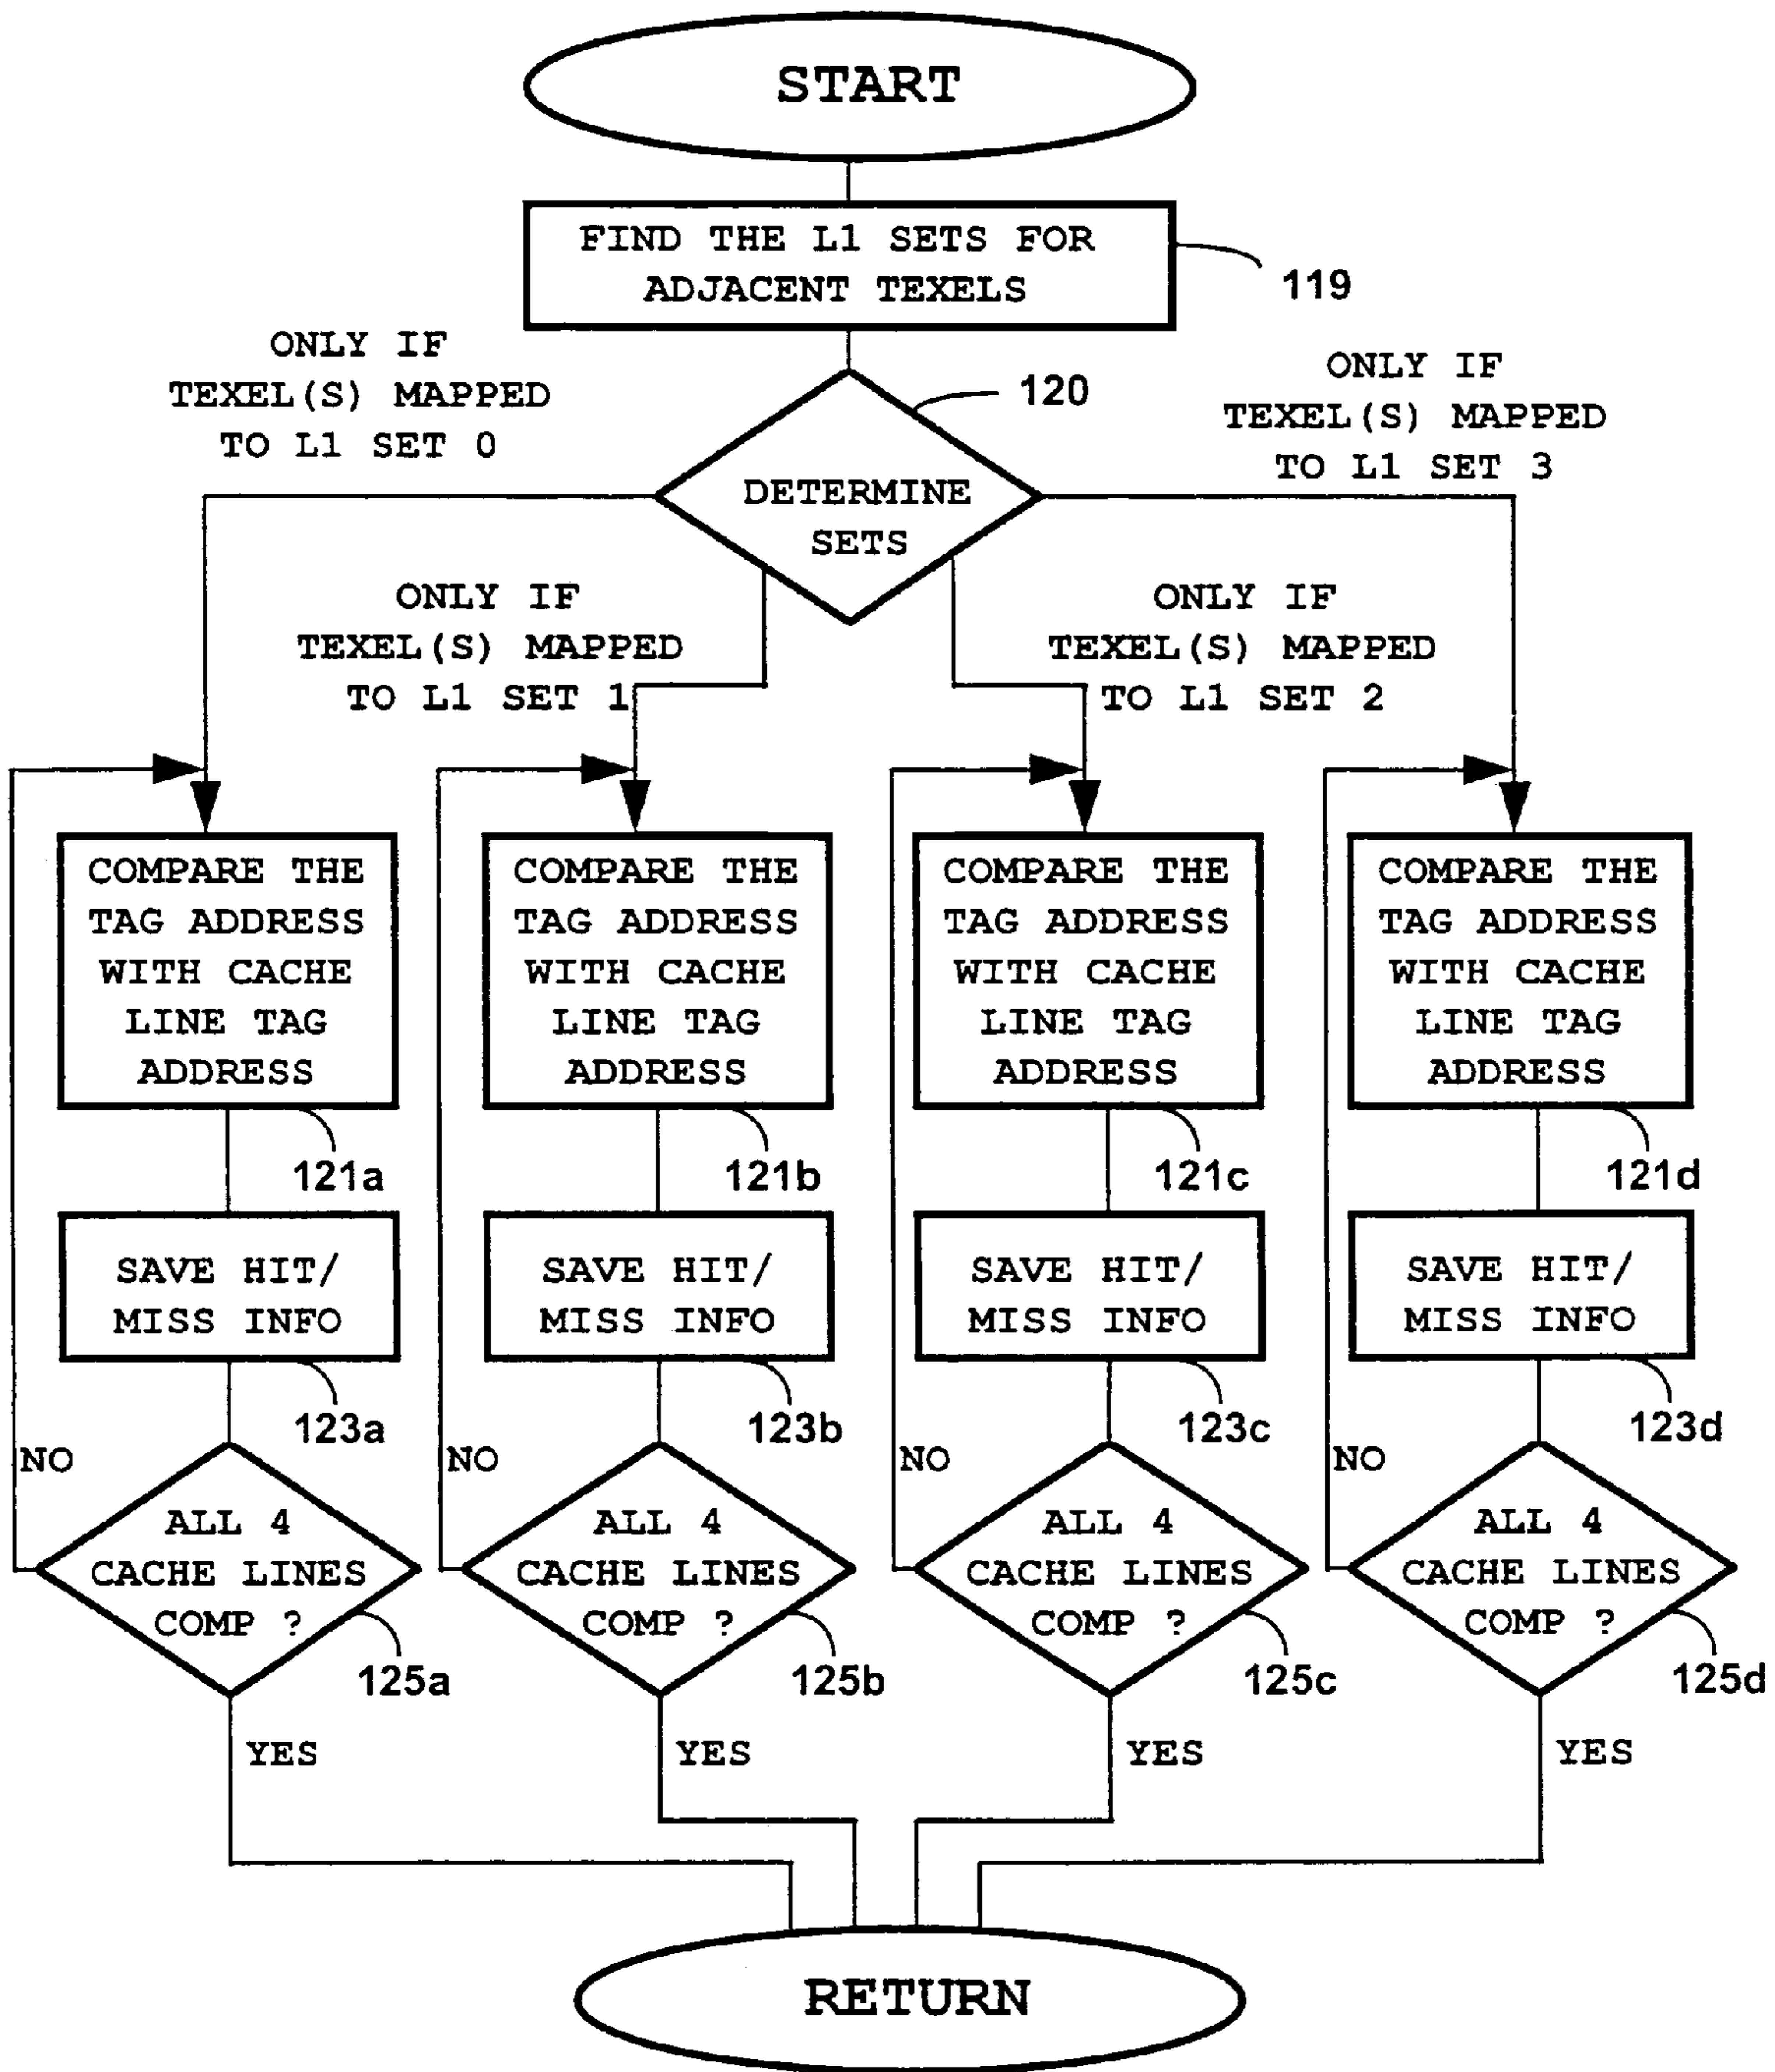 START
FIND THE L1 SETS FOR
ADJACENT TEXELS
119
ONLY IF
TEXEL(S) MAPPED
TO L1 SET 0
120
ONLY IF
TEXEL(S) MAPPED
TO L1 SET 3
DETERMINE
SETS
ONLY IF
TEXEL(S) MAPPED
TO L1 SET 1
ONLY IF
TEXEL(S) MAPPED
TO L1 SET 2
COMPARE THE
TAG ADDRESS
WITH CACHE
LINE TAG
ADDRESS
121a
COMPARE THE
TAG ADDRESS
WITH CACHE
LINE TAG
ADDRESS
121b
COMPARE THE
TAG ADDRESS
WITH CACHE
LINE TAG
ADDRESS
121c
COMPARE THE
TAG ADDRESS
WITH CACHE
LINE TAG
ADDRESS
121d
SAVE HIT/
MISS INFO
123a
SAVE HIT/
MISS INFO
123b
SAVE HIT/
MISS INFO
123c
SAVE HIT/
MISS INFO
123d
NO
ALL 4
CACHE LINES
COMP ?
125a
YES
NO
ALL 4
CACHE LINES
COMP ?
125b
YES
NO
ALL 4
CACHE LINES
COMP ?
125c
YES
NO
ALL 4
CACHE LINES
COMP ?
125d
YES
RETURN